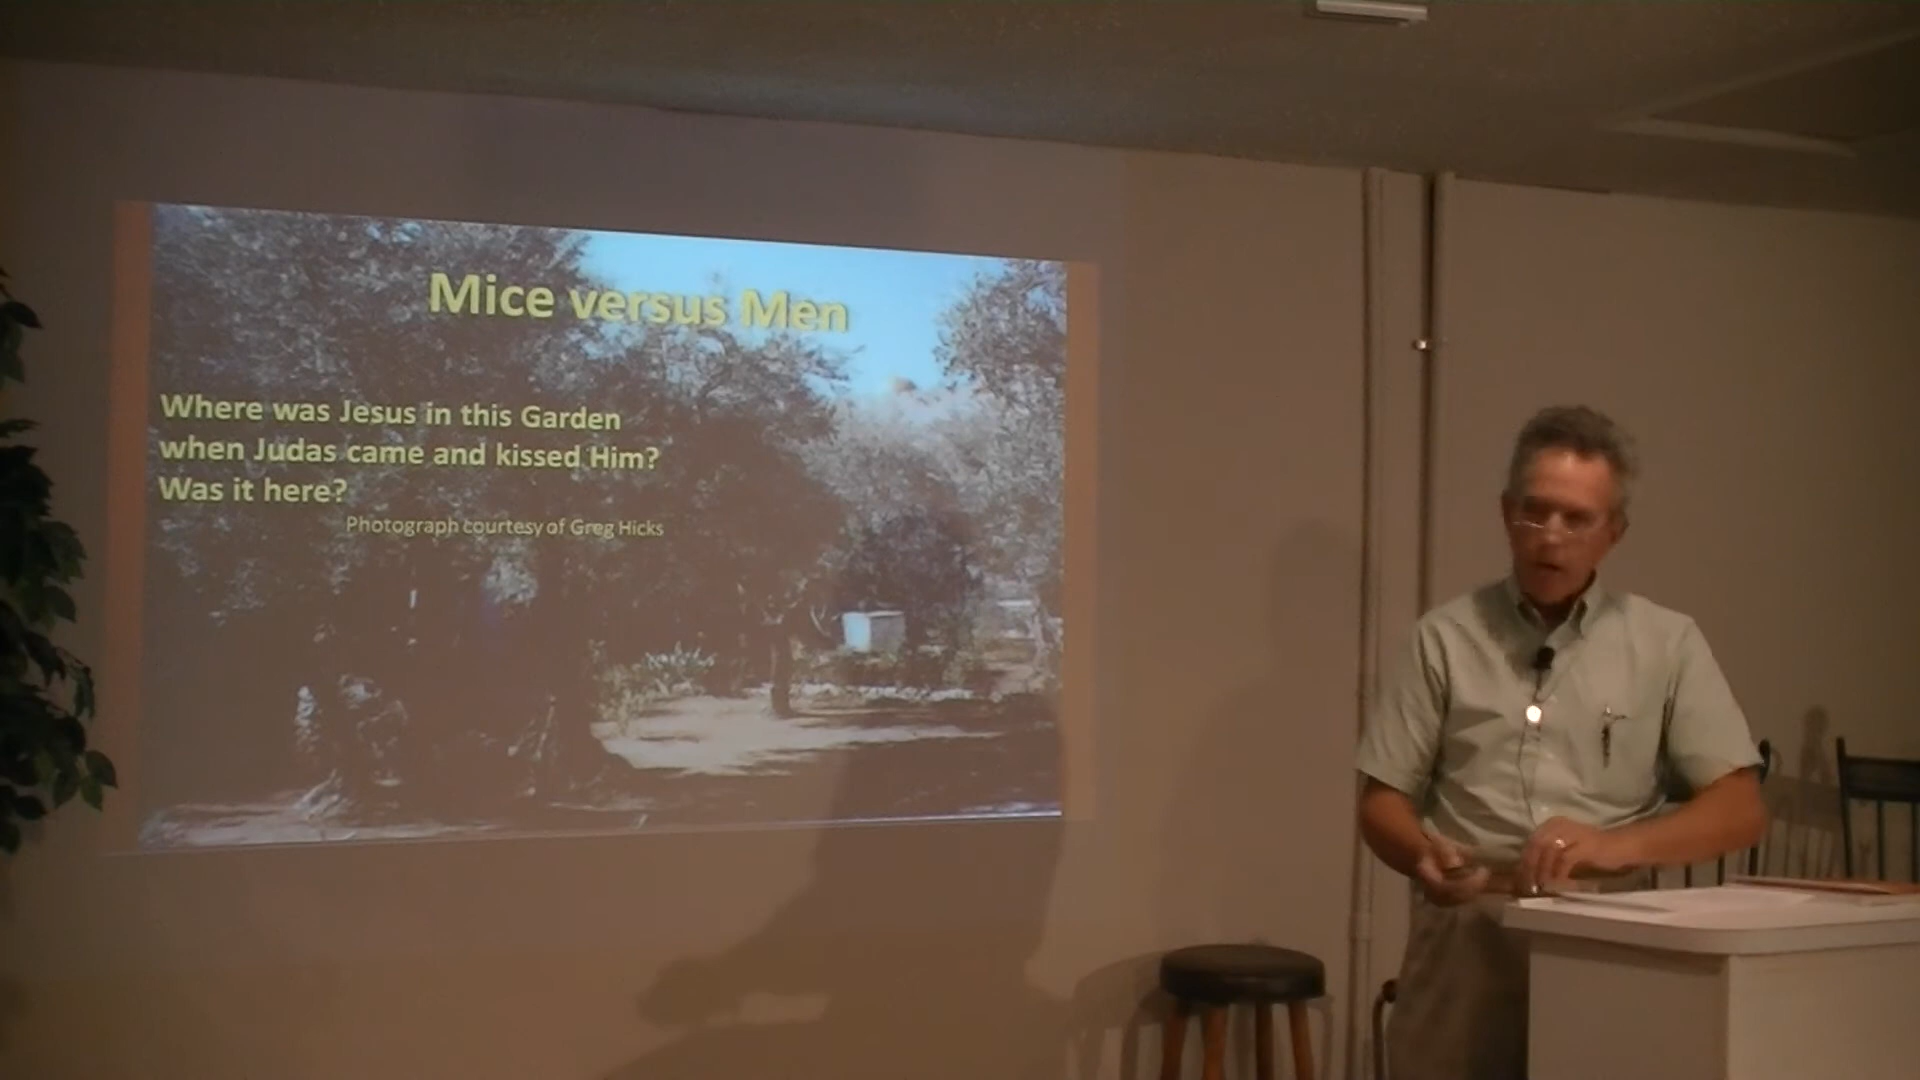 Mice versus Men
Where was Jesus in this Garden
when Judas came and kissed Him?
Was it here?
Photograph courtesy of Greg Hicks